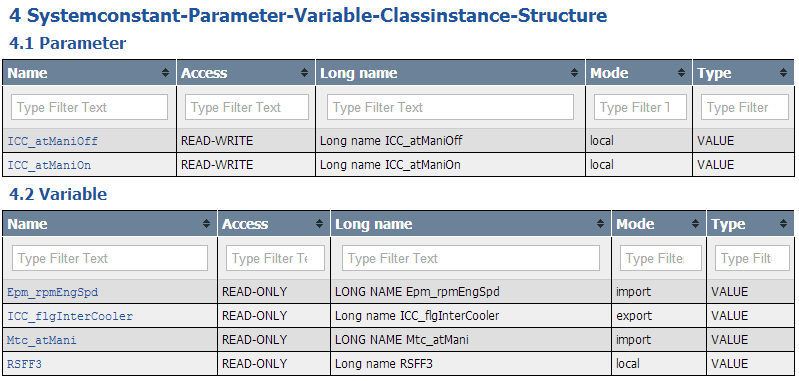 4 Systemconstant-Parameter-Variable-Classinstance-Structure
4.1 Parameter
Name Access Long name Mode Type
Type Filter Text Type Filter Text Type Filter Text Type Filter T Type Filter
ICC_atManiOff READ-WRITE Long name ICC_atManiOff local VALUE
ICC_atManiOn READ-WRITE Long name ICC_atManiOn local VALUE
4.2 Variable
Name Access Long name Mode Type
Type Filter Text Type Filter Te Type Filter Text Type Filte Type Filt
Epm_rpmEngSpd READ-ONLY LONG NAME Epm_rpmEngSpd import VALUE
ICC_flgInterCooler READ-ONLY Long name ICC_flgInterCooler export VALUE
Mtc_atMani READ-ONLY LONG NAME Mtc_atMani import VALUE
RSFF3 READ-ONLY Long name RSFF3 local VALUE